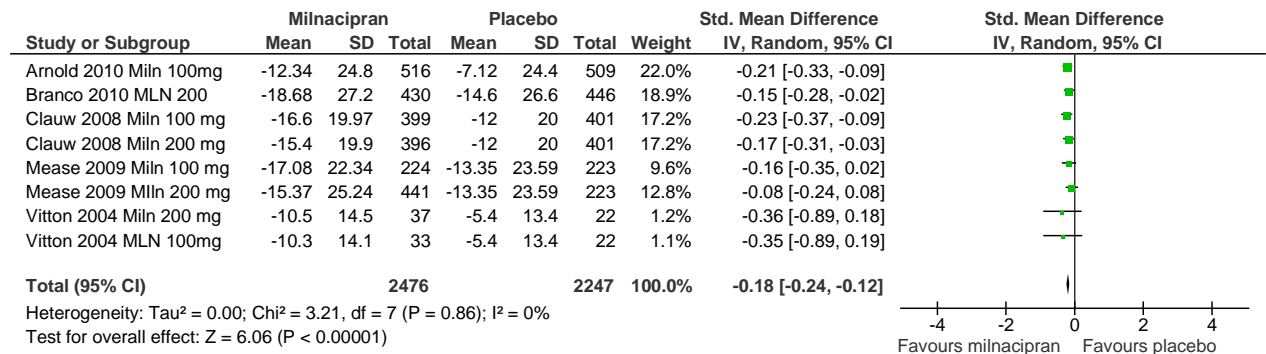 Milnacipran Placebo Std. Mean Difference Std. Mean Difference
Study or Subgroup Mean SD Total Mean SD Total Weight IV, Random, 95% CI IV, Random, 95% CI
Arnold 2010 Miln 100mg -12.34 24.8 516 -7.12 24.4 509 22.0% -0.21 [-0.33, -0.09]
Branco 2010 MLN 200 -18.68 27.2 430 -14.6 26.6 446 18.9% -0.15 [-0.28, -0.02]
Clauw 2008 Miln 100 mg -16.6 19.97 399 -12 20 401 17.2% -0.23 [-0.37, -0.09]
Clauw 2008 Miln 200 mg -15.4 19.9 396 -12 20 401 17.2% -0.17 [-0.31, -0.03]
Mease 2009 Miln 100 mg -17.08 22.34 224 -13.35 23.59 223 9.6% -0.16 [-0.35, 0.02]
Mease 2009 MIln 200 mg -15.37 25.24 441 -13.35 23.59 223 12.8% -0.08 [-0.24, 0.08]
Vitton 2004 Miln 200 mg -10.5 14.5 37 -5.4 13.4 22 1.2% -0.36 [-0.89, 0.18]
Vitton 2004 MLN 100mg -10.3 14.1 33 -5.4 13.4 22 1.1% -0.35 [-0.89, 0.19]
Total (95% CI) 2476 2247 100.0% -0.18 [-0.24, -0.12]
Heterogeneity: Tau² = 0.00; Chi² = 3.21, df = 7 (P = 0.86); I² = 0%
Test for overall effect: Z = 6.06 (P < 0.00001)
-4 -2 0 2 4
Favours milnacipran Favours placebo